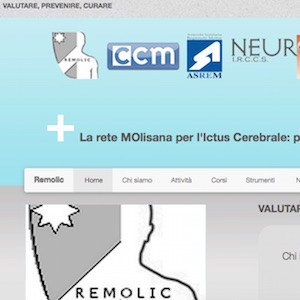 VALUTARE, PREVENIRE, CURARE
REMOLIC
ccm
ASREM
NEUR
I.R.C.C.S.
La rete MOlisana per l'Ictus Cerebrale: p
Remolic Home Chi siamo Attività Corsi Strumenti N
VALUTAR
Chi
REMOLIC